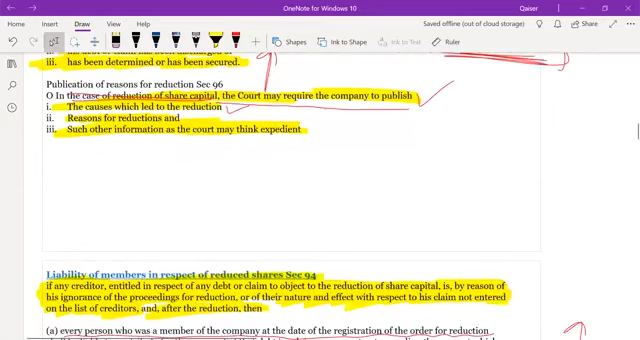 OneNote for Windows 10
Qaiser
Saved offline (out of cloud storage)
Home Insert Draw View Help
Shapes
Ink to Shape
Ink to Text
Ruler
iii. has been determined or has been secured.
Publication of reasons for reduction Sec 96
O In the case of reduction of share capital, the Court may require the company to publish
i. The causes which led to the reduction
ii. Reasons for reductions and
iii. Such other information as the court may think expedient
Liability of members in respect of reduced shares Sec 94
if any creditor, entitled in respect of any debt or claim to object to the reduction of share capital, is, by reason of
his ignorance of the proceedings for reduction, or of their nature and effect with respect to his claim not entered
on the list of creditors, and, after the reduction, then
(a) every person who was a member of the company at the date of the registration of the order for reduction